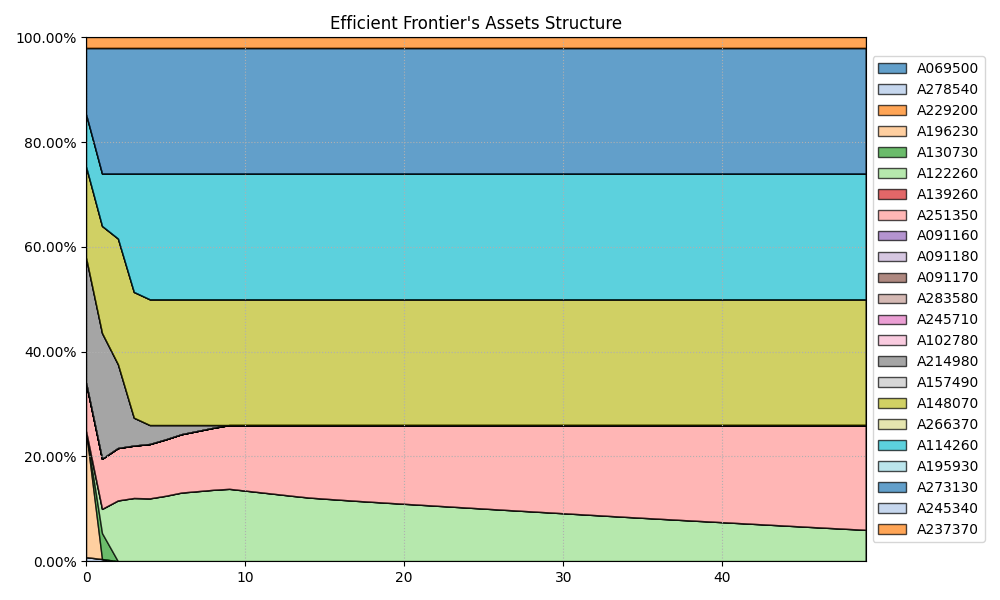 Efficient Frontier's Assets Structure
100.00%
80.00%
60.00%
40.00%
20.00%
0.00%
0
10
20
30
40
A069500
A278540
A229200
A196230
A130730
A122260
A139260
A251350
A091160
A091180
A091170
A283580
A245710
A102780
A214980
A157490
A148070
A266370
A114260
A195930
A273130
A245340
A237370